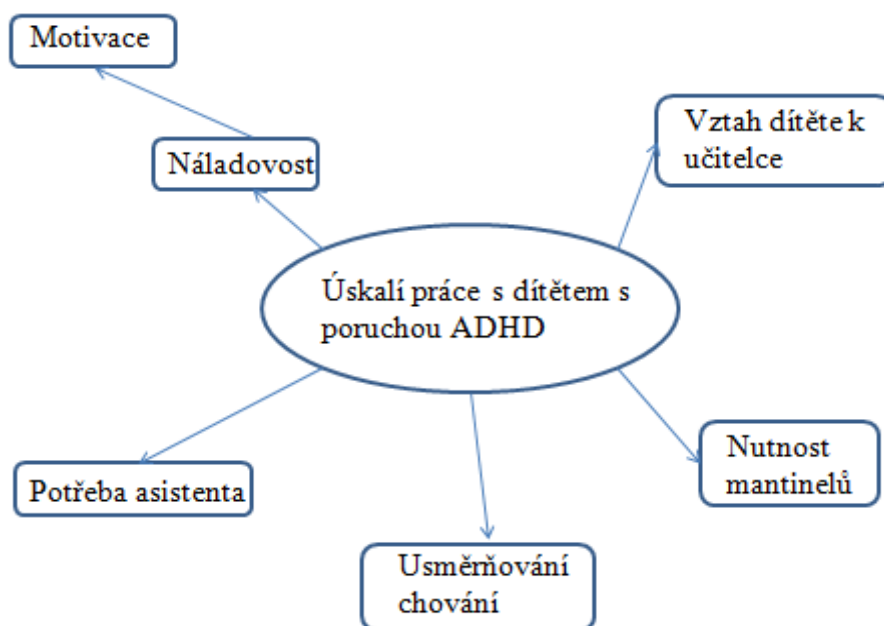 Motivace
Náladovost
Vztah dítěte k
učitelce
Úskalí práce s dítětem s
poruchou ADHD
Potřeba asistenta
Nutnost
mantinelů
Usměrňování
chování